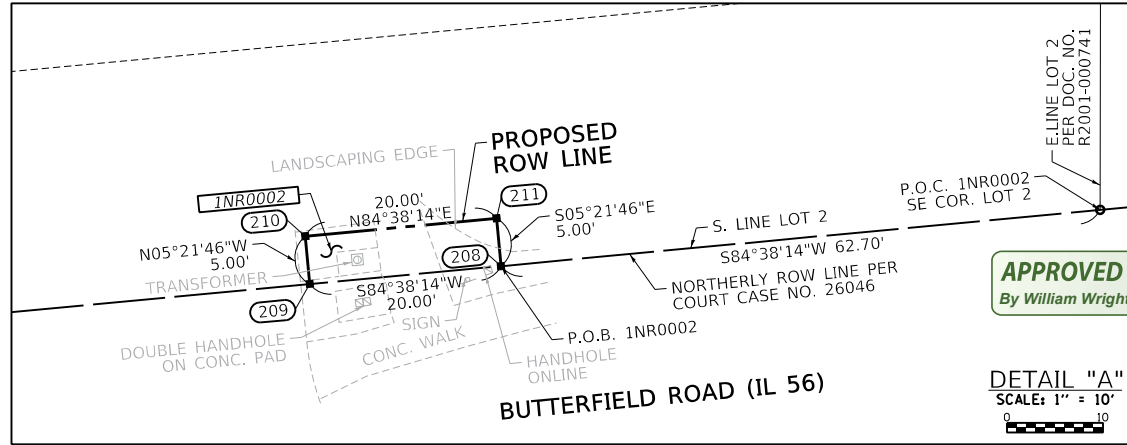 E.LINE LOT 2
PER DOC. NO.
R2001-000741
PROPOSED
ROW LINE
LANDSCAPING EDGE
1NR0002
20.00'
N84°38'14"E
211
210
S05°21'46"E
5.00'
P.O.C. 1NR0002
SE COR. LOT 2
N05°21'46"W
5.00'
208
S. LINE LOT 2
S84°38'14"W 62.70'
TRANSFORMER
S84°38'14"W
20.00'
NORTHERLY ROW LINE PER
COURT CASE NO. 26046
209
APPROVED
By William Wright
P.O.B. 1NR0002
SIGN
DOUBLE HANDHOLE
ON CONC. PAD
CONC. WALK
HANDHOLE
ONLINE
BUTTERFIELD ROAD (IL 56)
DETAIL "A"
SCALE: 1" = 10'
0 10